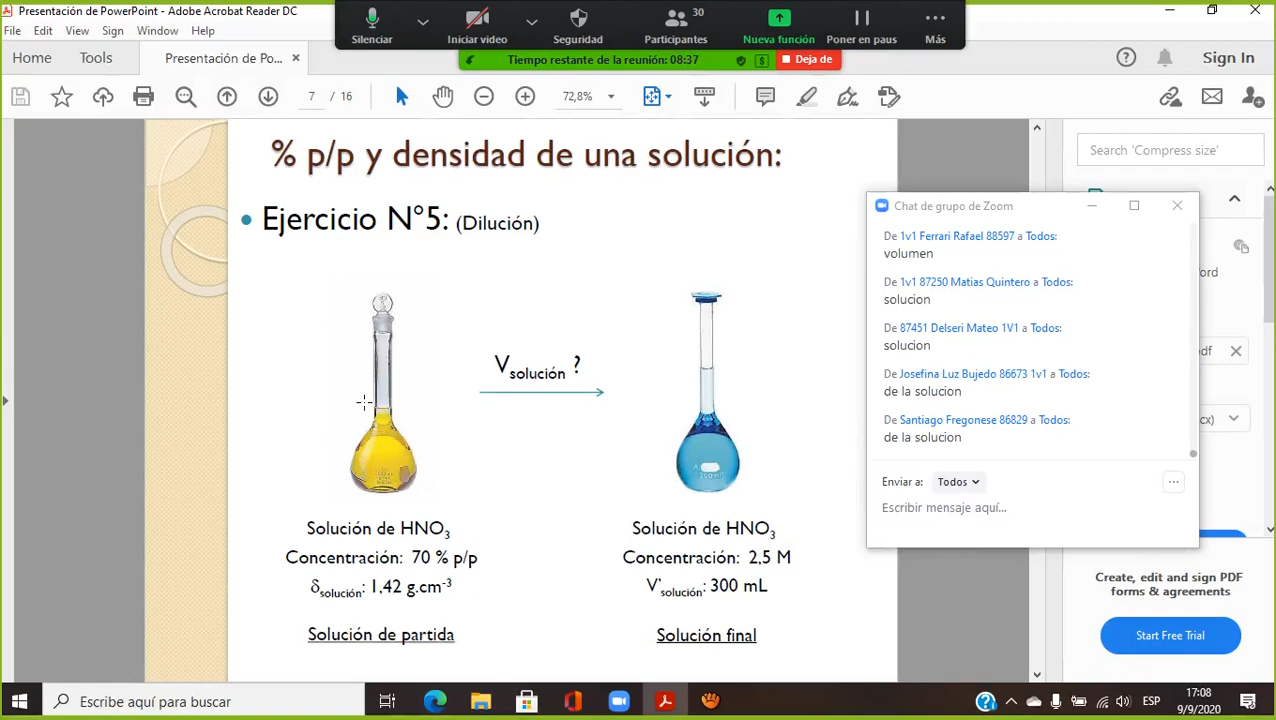 Presentación de PowerPoint - Adobe Acrobat Reader DC
File Edit View Sign Window Help
Silenciar
Iniciar video
Seguridad
30
Participantes
Nueva función
Poner en paus
Más
Tiempo restante de la reunión: 08:37
$
Deja de
Home Tools Presentación de Po... Sign In
7 / 16 72,8%
Search 'Compress size'
% p/p y densidad de una solución:
Ejercicio N°5: (Dilución)
Vsolución ?
Solución de HNO3
Concentración: 70 % p/p
δsolución: 1,42 g.cm-3
Solución de partida
Solución de HNO3
Concentración: 2,5 M
V'solución: 300 mL
Solución final
Chat de grupo de Zoom
De 1v1 Ferrari Rafael 88597 a Todos:
volumen
De 1v1 87250 Matias Quintero a Todos:
solucion
De 87451 Delseri Mateo 1V1 a Todos:
solucion
De Josefina Luz Bujedo 86673 1v1 a Todos:
de la solucion
De Santiago Fregonese 86829 a Todos:
de la solucion
Enviar a: Todos
Escribir mensaje aquí...
ord
df
cx)
Create, edit and sign PDF
forms & agreements
Start Free Trial
Escribe aquí para buscar
ESP
17:08
9/9/2020